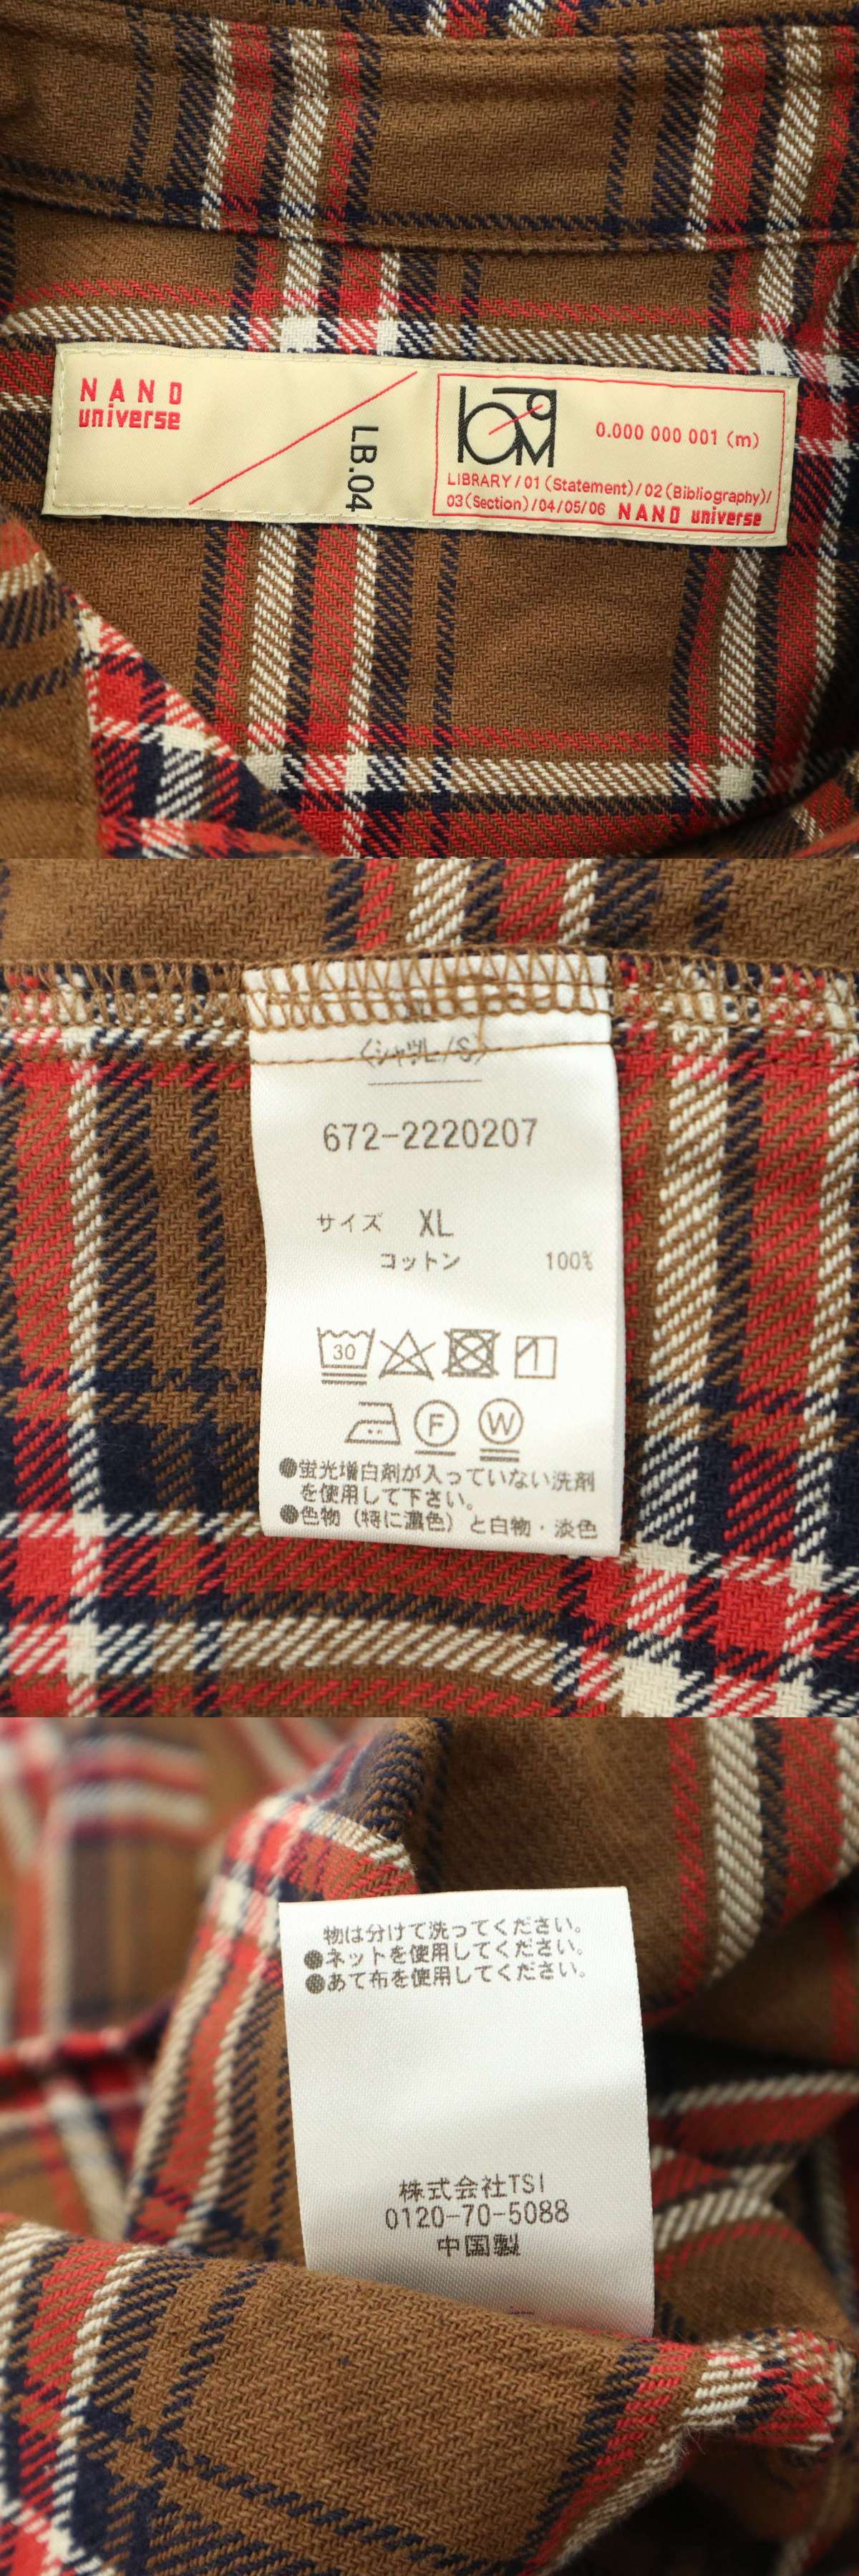 NANO
universe
LB.04
0.000 000 001 (m)
LIBRARY/01(Statement)/02(Bibliography)/
03(Section)/04/05/06 NANO universe
〈シャツL/S〉
672-2220207
サイズ XL
コットン 100%
30
F W
●蛍光増白剤が入っていない洗剤
を使用して下さい。
●色物（特に濃色）と白物・淡色
物は分けて洗ってください。
●ネットを使用してください。
●あて布を使用してください。
株式会社TSI
0120-70-5088
中国製